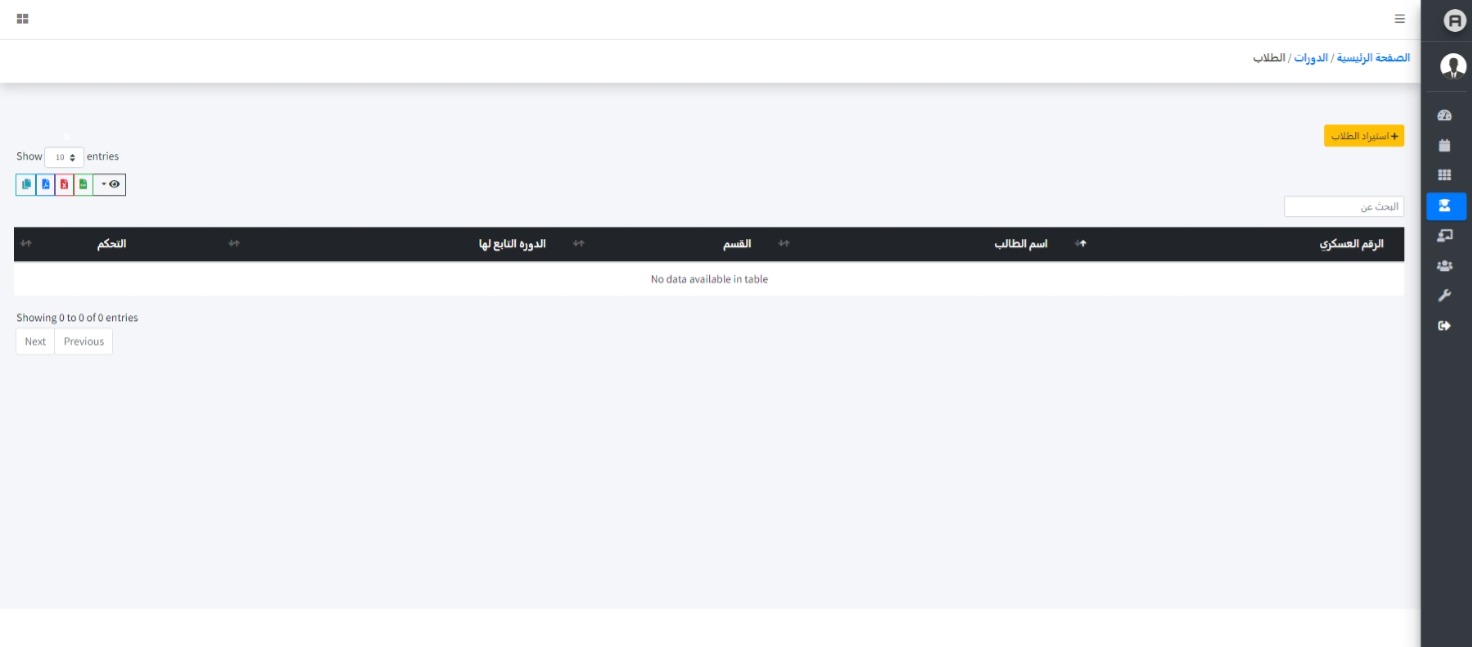 الصفحة الرئيسية / الدورات / الطلاب
+ استيراد الطلاب
Show 10 entries
البحث عن
الرقم العسكري اسم الطالب القسم الدورة التابع لها التحكم
No data available in table
Showing 0 to 0 of 0 entries
Next Previous